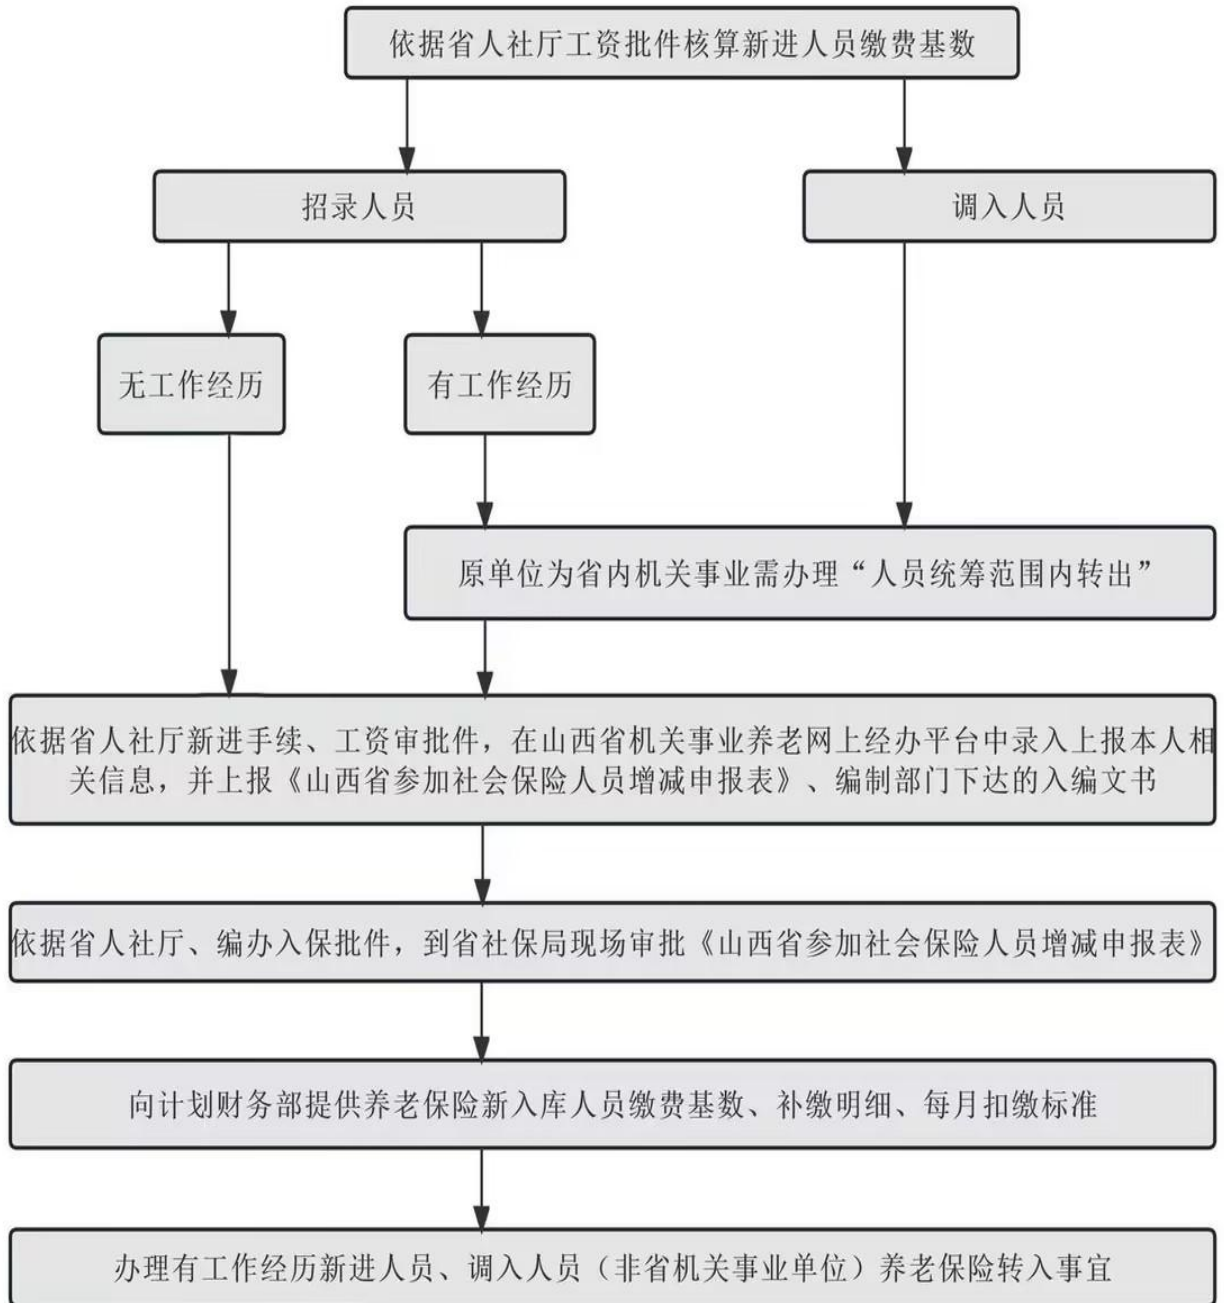 依据省人社厅工资批件核算新进人员缴费基数
招录人员
调入人员
无工作经历
有工作经历
原单位为省内机关事业需办理“人员统筹范围内转出”
依据省人社厅新进手续、工资审批件，在山西省机关事业养老网上经办平台中录入上报本人相
关信息，并上报《山西省参加社会保险人员增减申报表》、编制部门下达的入编文书
依据省人社厅、编办入保批件，到省社保局现场审批《山西省参加社会保险人员增减申报表》
向计划财务部提供养老保险新入库人员缴费基数、补缴明细、每月扣缴标准
办理有工作经历新进人员、调入人员（非省机关事业单位）养老保险转入事宜